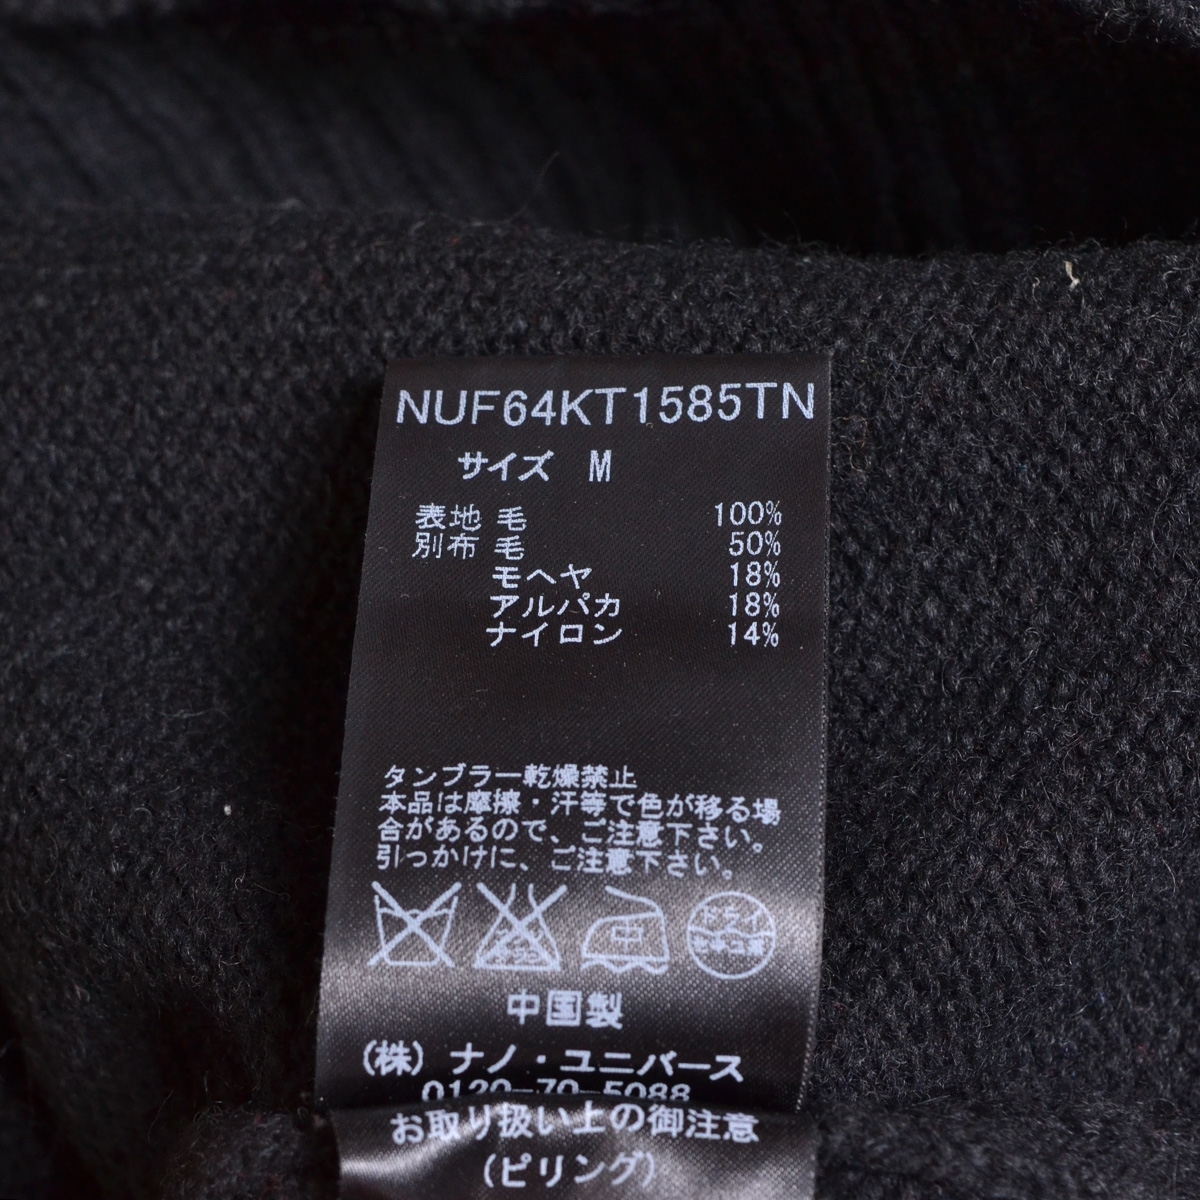 NUF64KT1585TN
サイズ M
表地 毛 100%
別布 毛 50%
モヘヤ 18%
アルパカ 18%
ナイロン 14%
タンブラー乾燥禁止
本品は摩擦・汗等で色が移る場
合があるので、ご注意下さい。
引っかけに、ご注意下さい。
中 ドライ
中国製
(株)ナノ・ユニバース
0120-70-5088
お取り扱い上の御注意
(ピリング)